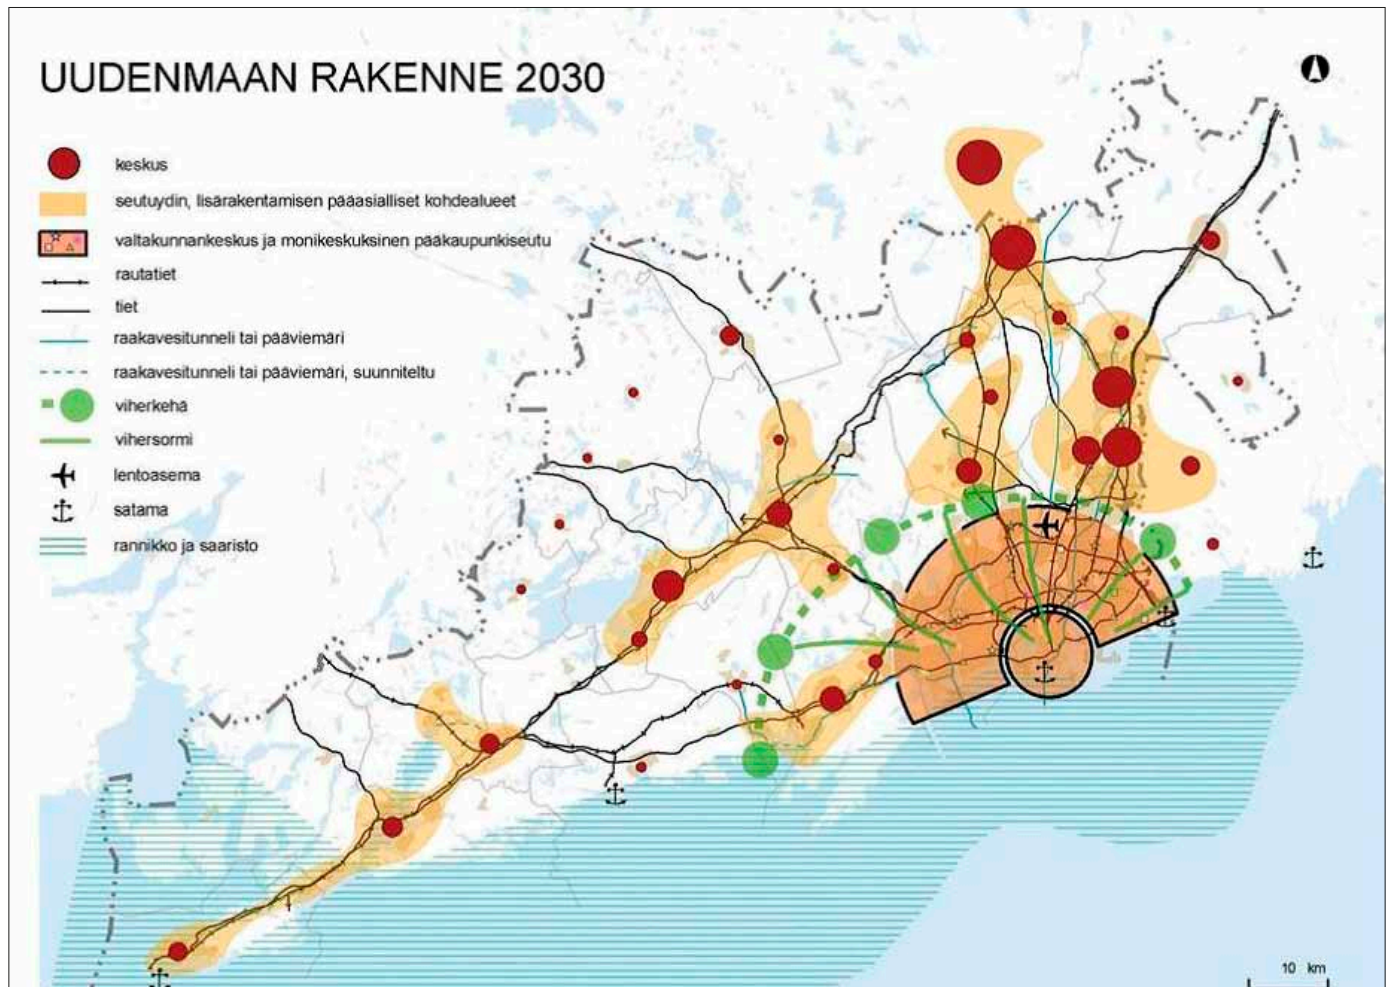 UUDENMAAN RAKENNE 2030
keskus
seutuydin, lisärakentamisen pääasialliset kohdealueet
valtakunnankeskus ja monikeskuksinen pääkaupunkiseutu
rautatiet
tiet
raakavesitunneli tai pääviemäri
raakavesitunneli tai pääviemäri, suunniteltu
viherkehä
vihersormi
lentoasema
satama
rannikko ja saaristo
10 km